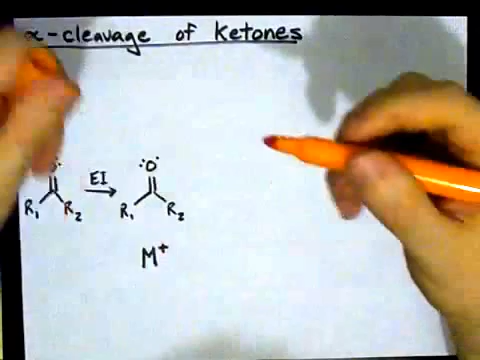 α-cleavage of ketones
O EI :O:
R₁ R₂ R₁ R₂
M⁺